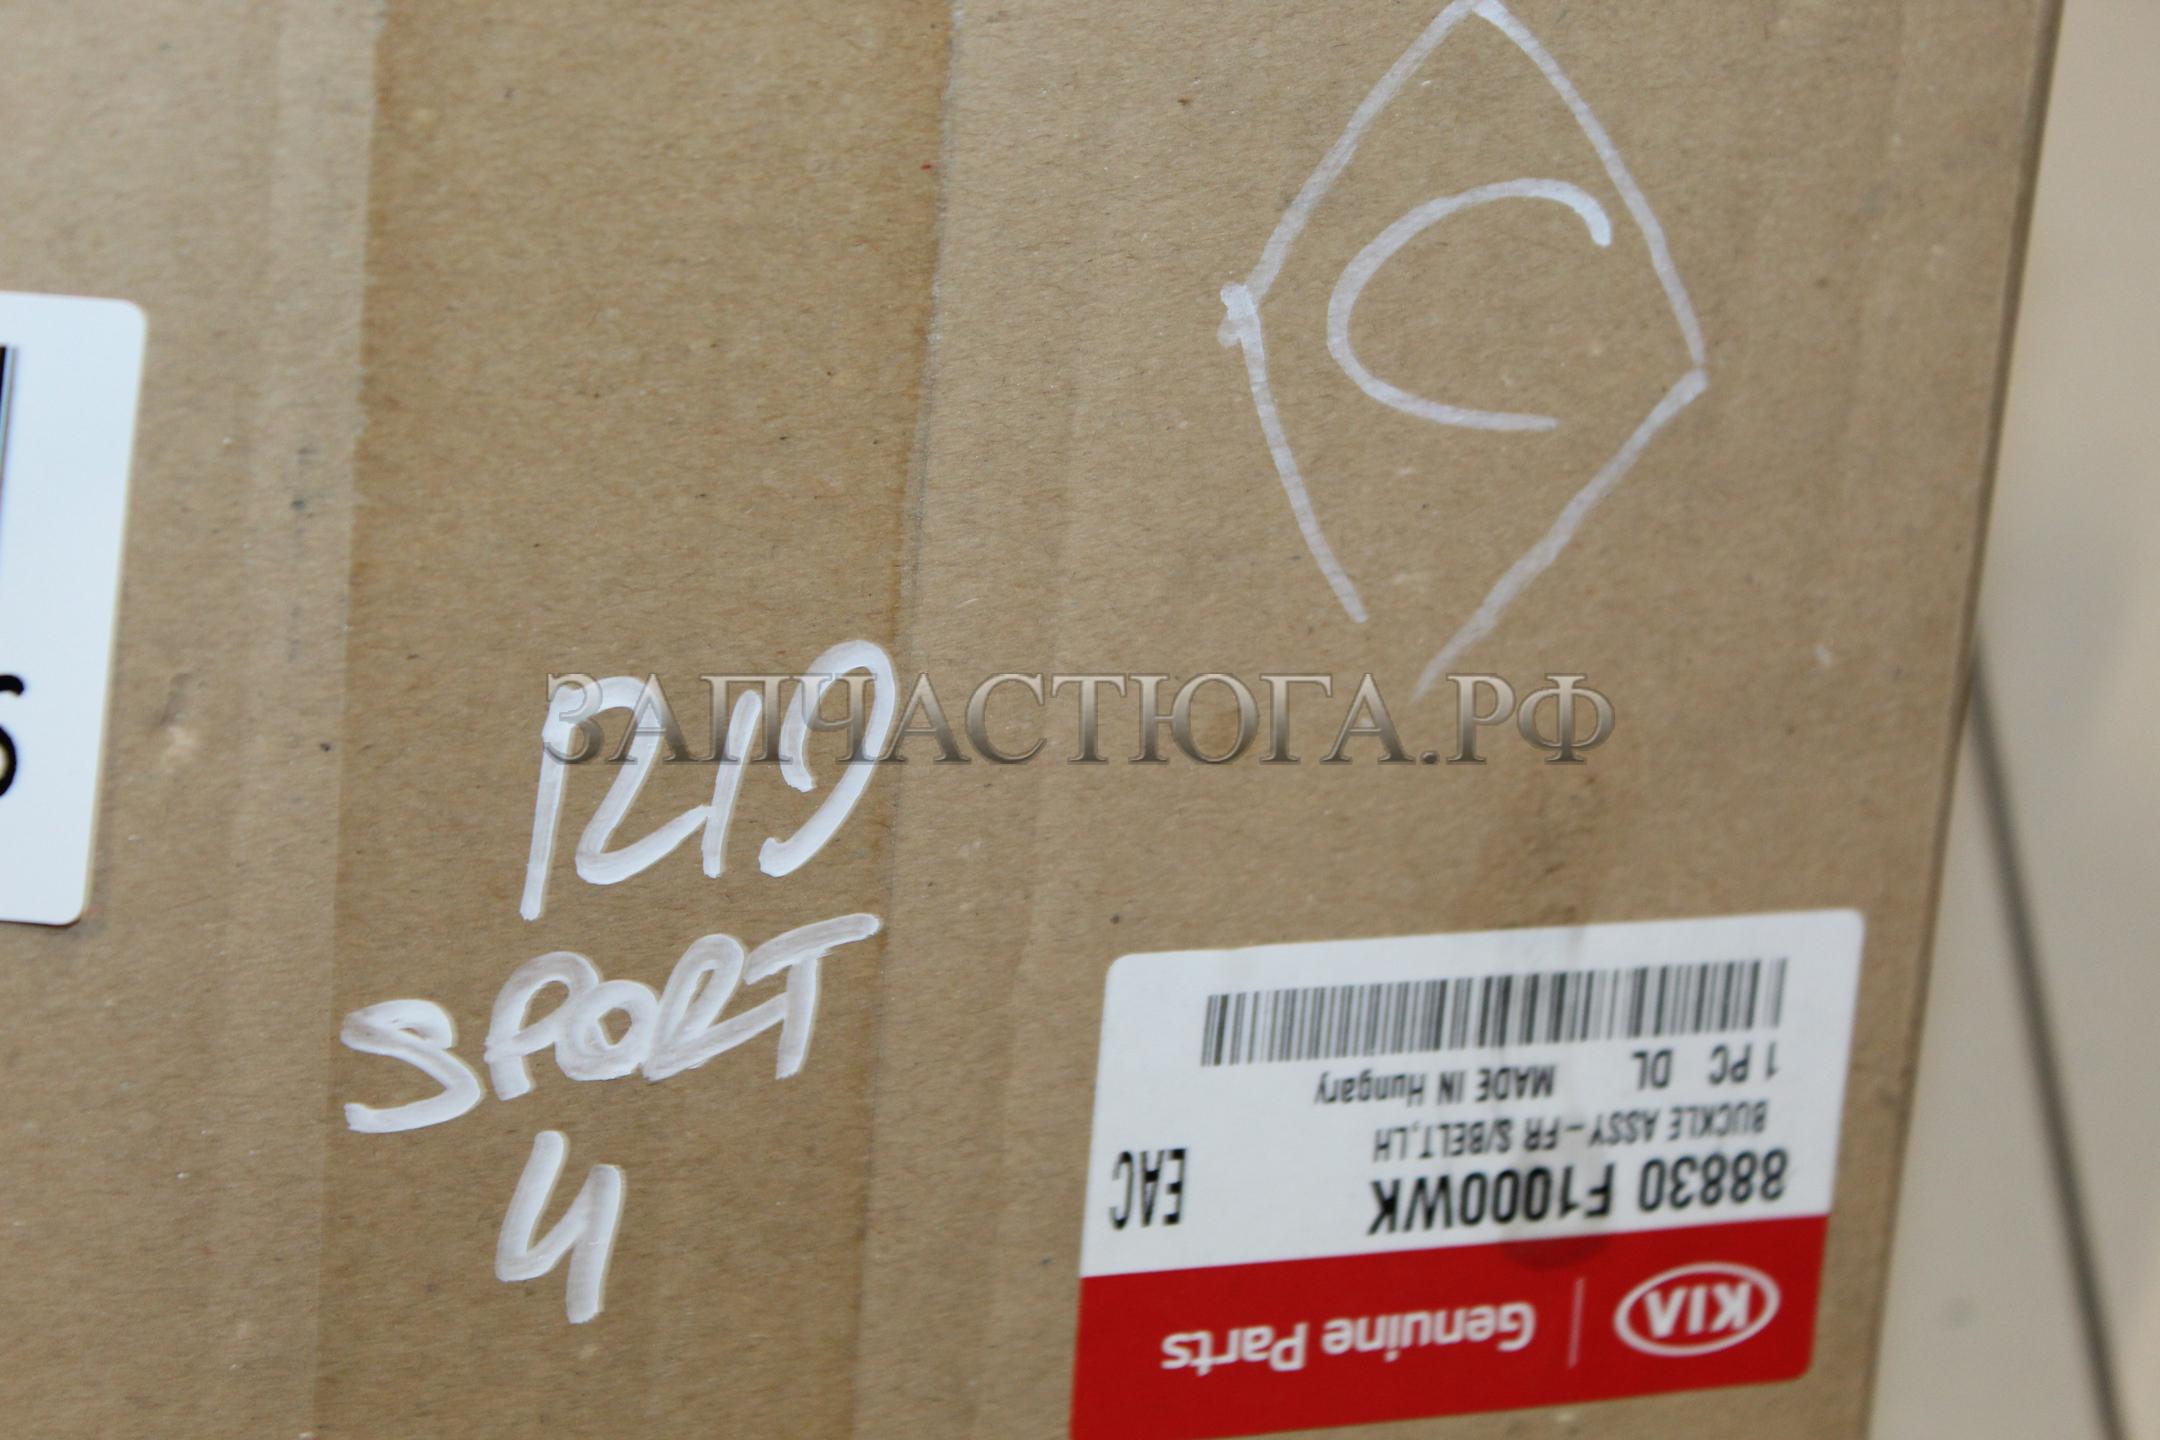 C
ЗАПЧАСТЮГА.РФ
RIO
SPORT
4
KIA Genuine Parts
88830 F1000WK
EAC
BUCKLE ASSY-FR S/BELT,LH
1 PC DL MADE IN Hungary